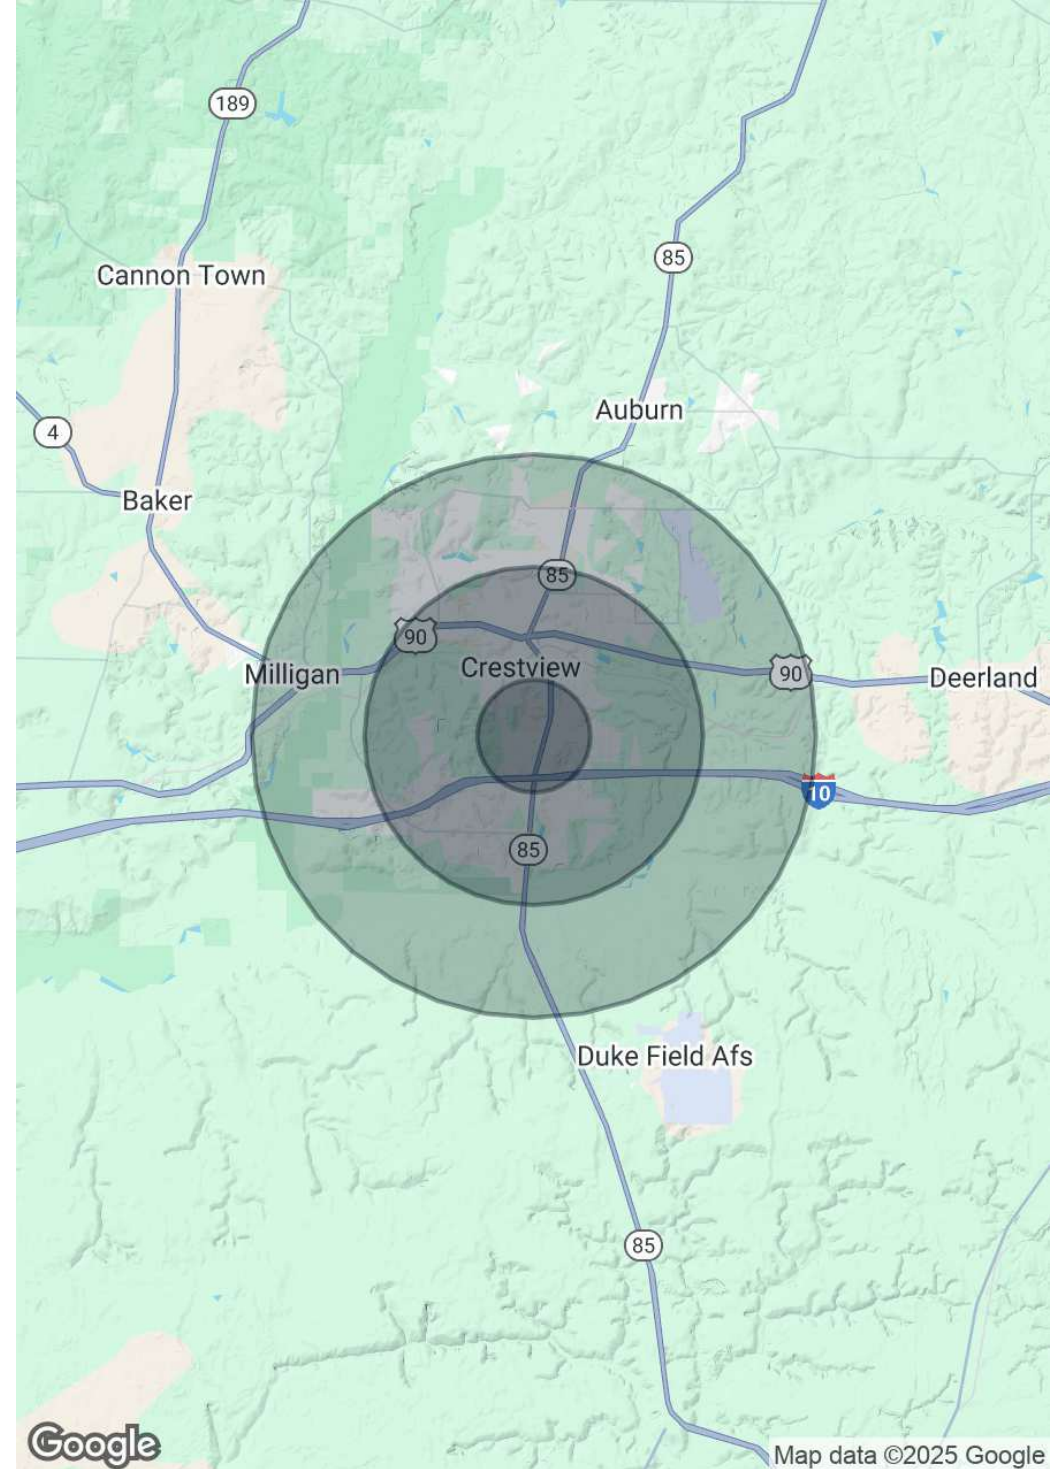 189
85
Cannon Town
Auburn
4
Baker
85
90
Crestview
Milligan
90
Deerland
10
85
Duke Field Afs
85
Google
Map data ©2025 Google